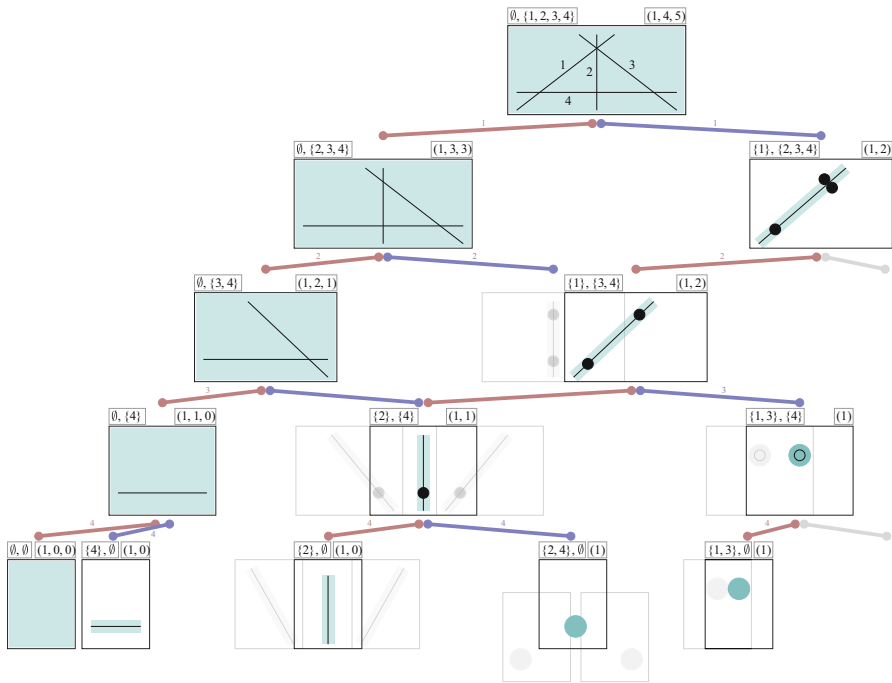 ∅, {1, 2, 3, 4} (1, 4, 5)
1 2 3
4
1 1
∅, {2, 3, 4} (1, 3, 3) {1}, {2, 3, 4} (1, 2)
2 2 2
∅, {3, 4} (1, 2, 1) {1}, {3, 4} (1, 2)
3 3
∅, {4} (1, 1, 0) {2}, {4} (1, 1) {1, 3}, {4} (1)
4 4 4 4
4
∅, ∅ (1, 0, 0) {4}, ∅ (1, 0) {2}, ∅ (1, 0) {2, 4}, ∅ (1) {1, 3}, ∅ (1)